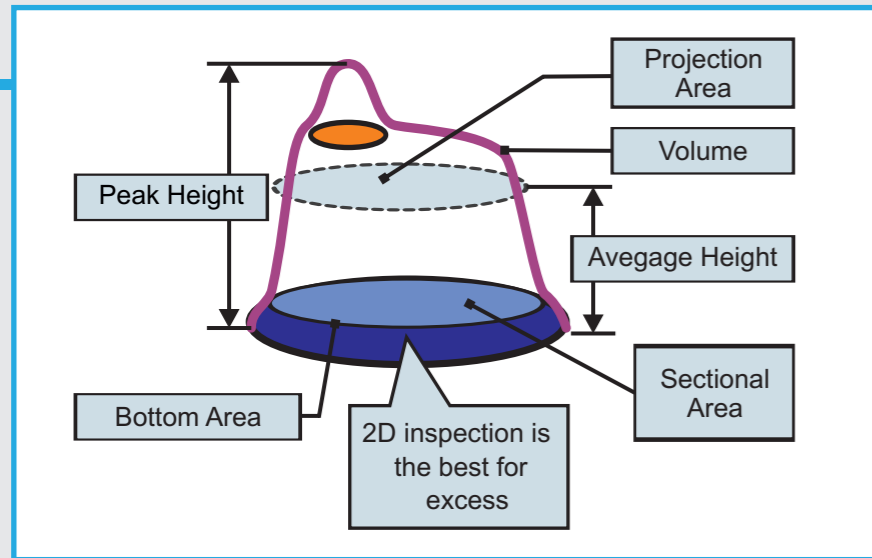 Projection
Area
Volume
Peak Height
Avegage Height
Sectional
Area
Bottom Area
2D inspection is
the best for
excess